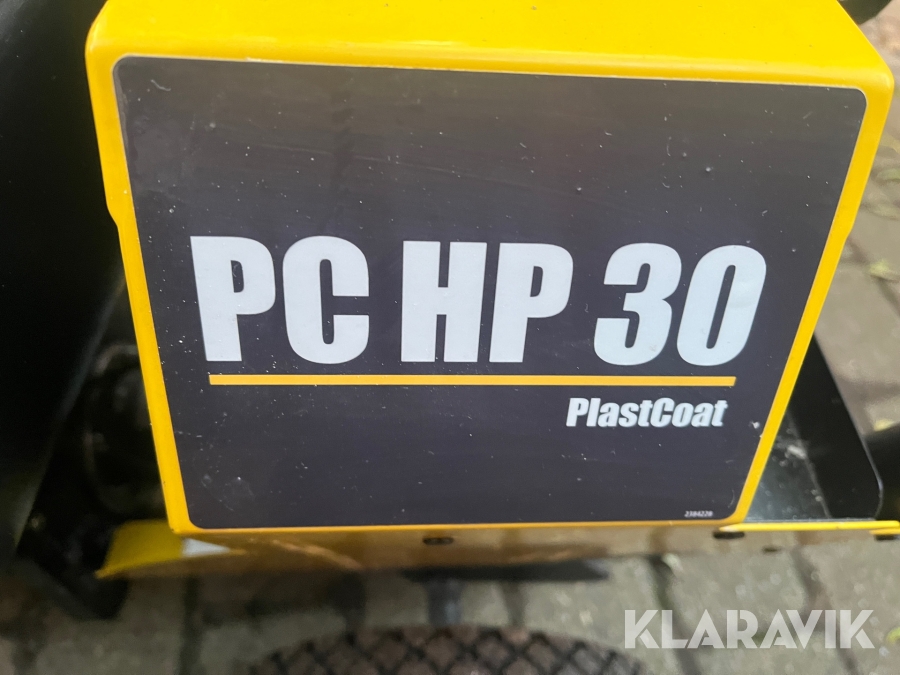 PC HP 30
PlastCoat
2384228
KLARAVIK